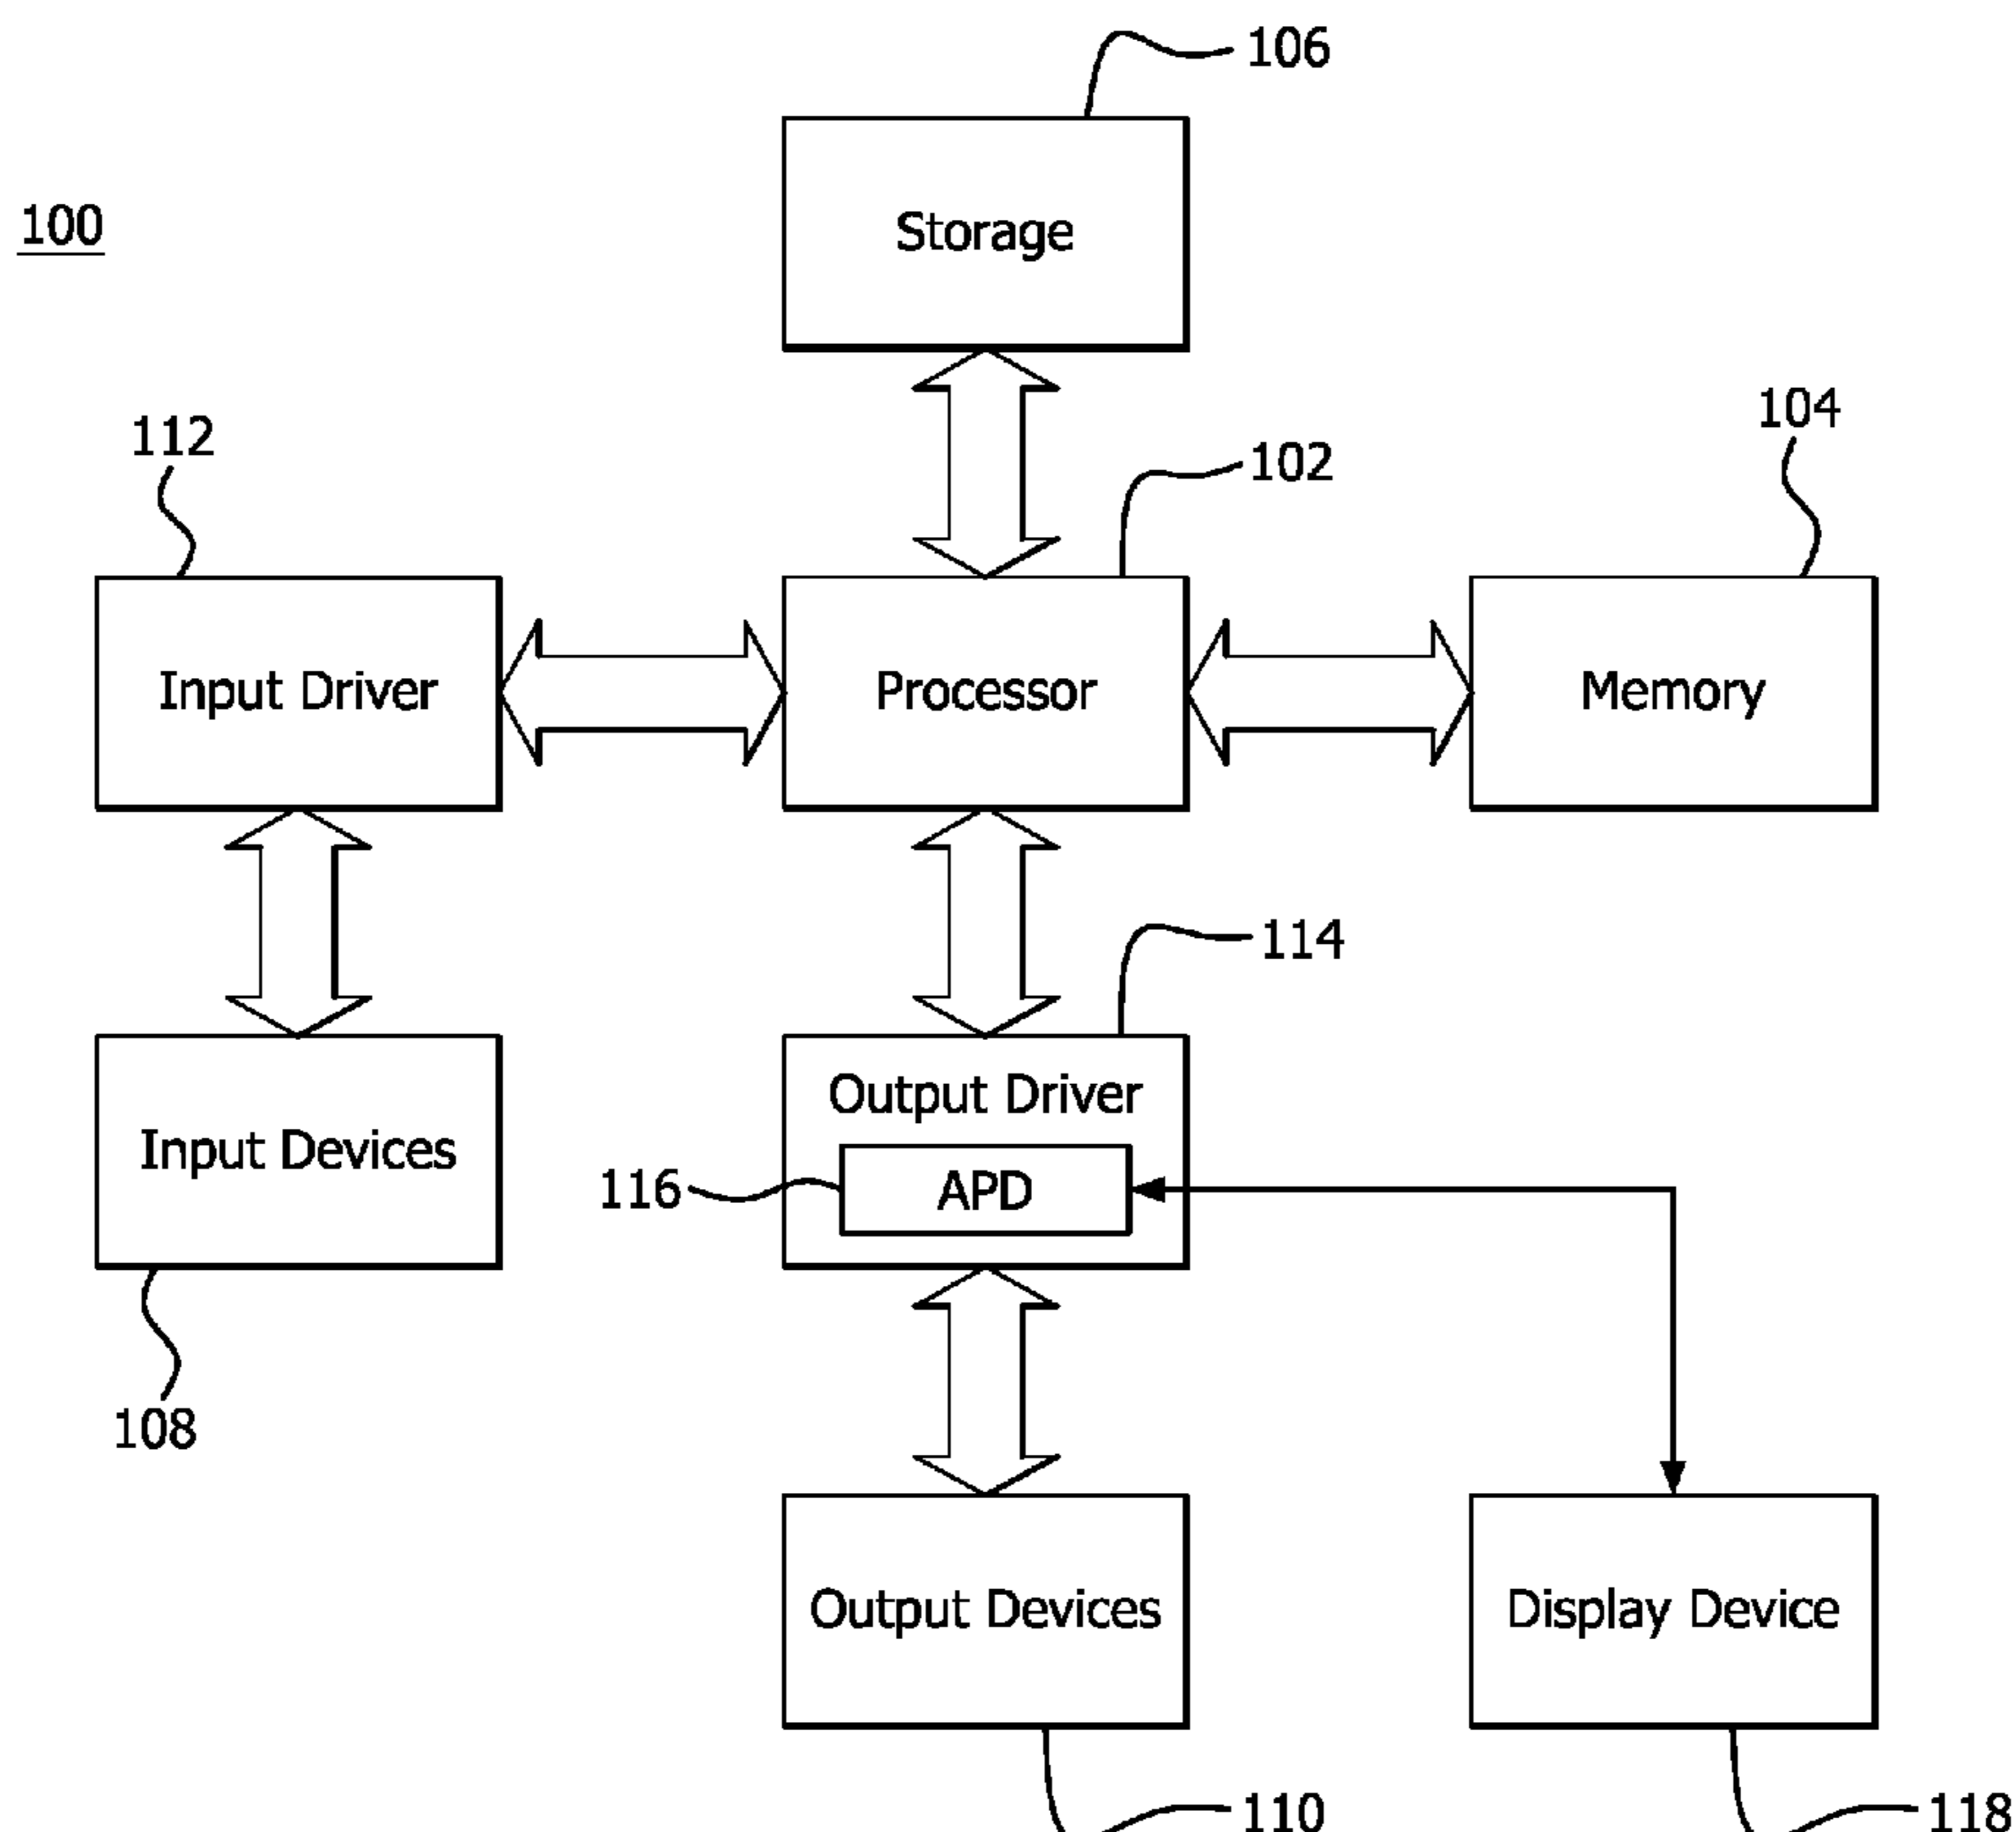 106
Storage
100
104
112
102
Input Driver
Processor
Memory
114
Output Driver
Input Devices
116
APD
108
Output Devices
Display Device
110
118